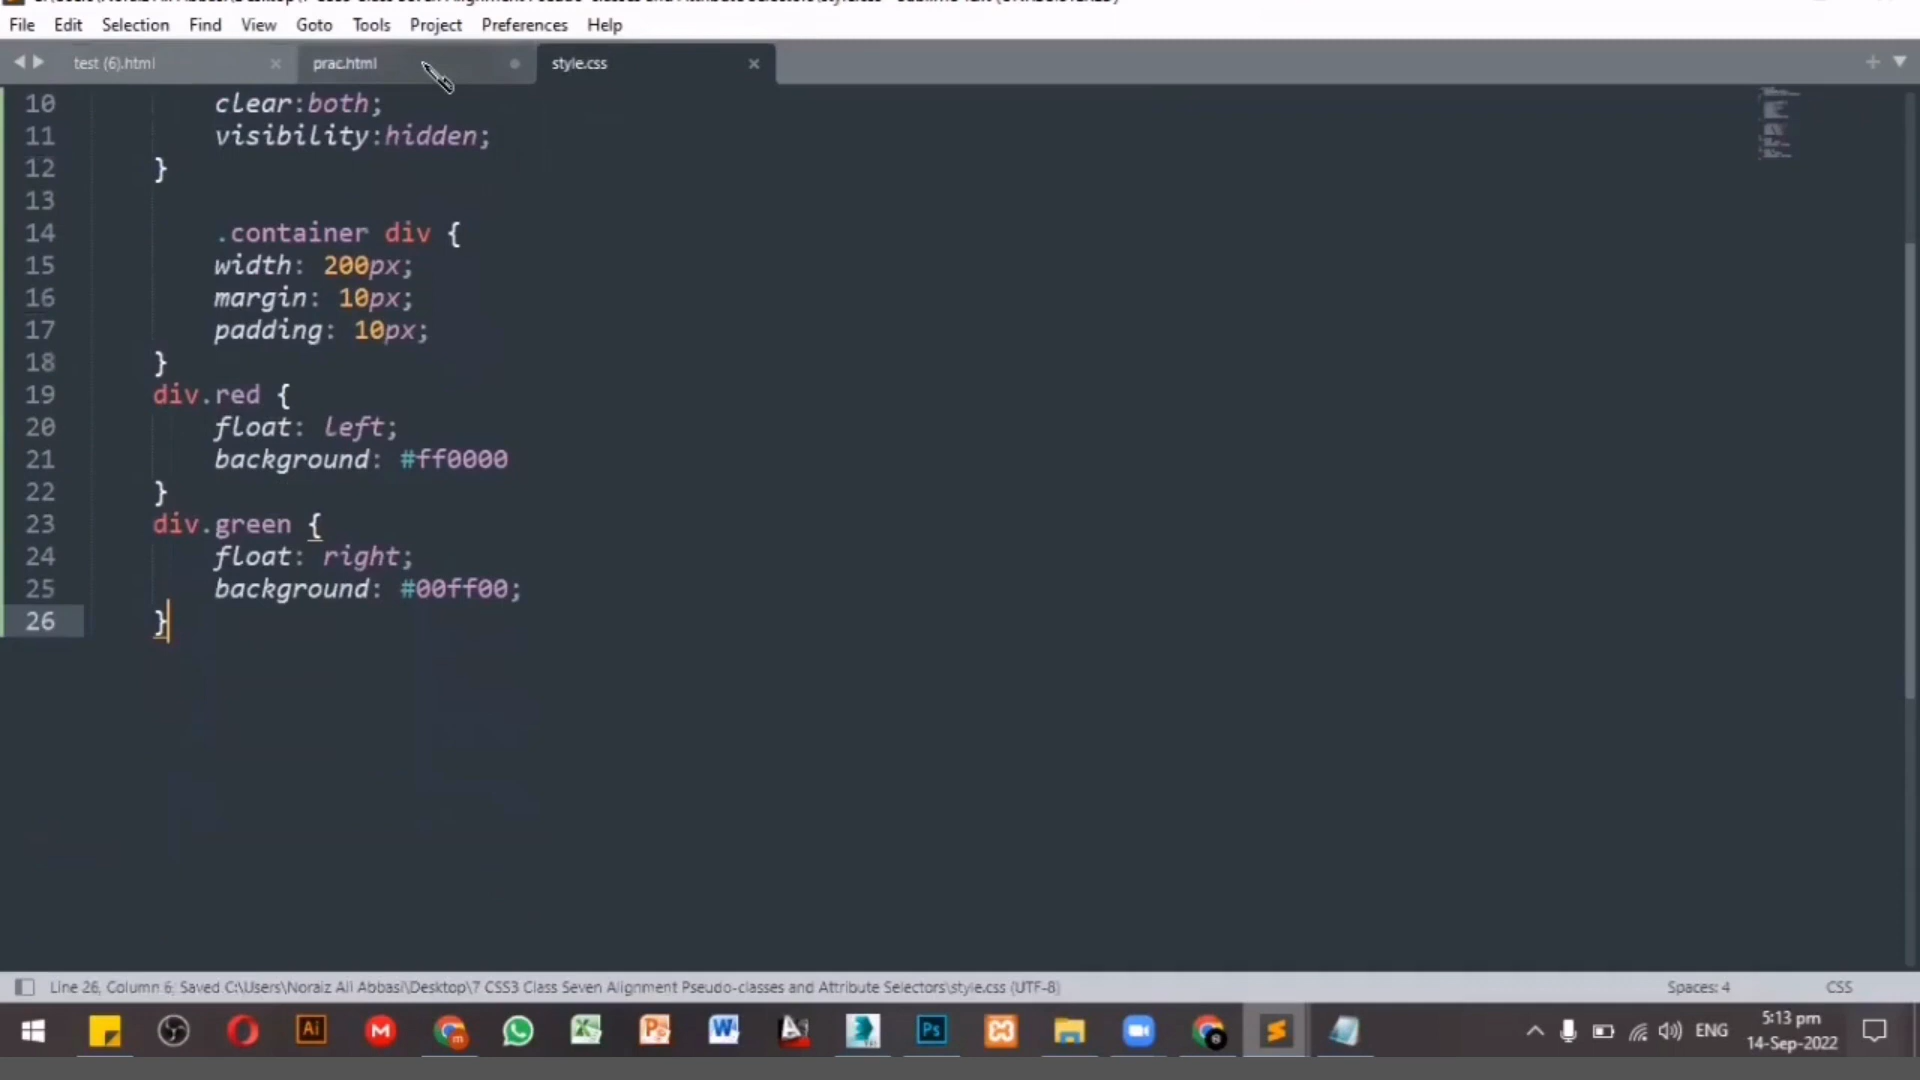 File Edit Selection Find View Goto Tools Project Preferences Help
test (6).html prac.html style.css
10 clear:both;
11 visibility:hidden;
12 }
13
14 .container div {
15 width: 200px;
16 margin: 10px;
17 padding: 10px;
18 }
19 div.red {
20 float: left;
21 background: #ff0000
22 }
23 div.green {
24 float: right;
25 background: #00ff00;
26 }
Line 26, Column 6; Saved C:\Users\Noraiz Ali Abbasi\Desktop\7 CSS3 Class Seven Alignment Pseudo-classes and Attribute Selectors\style.css (UTF-8) Spaces: 4 CSS
ENG 5:13 pm
14-Sep-2022